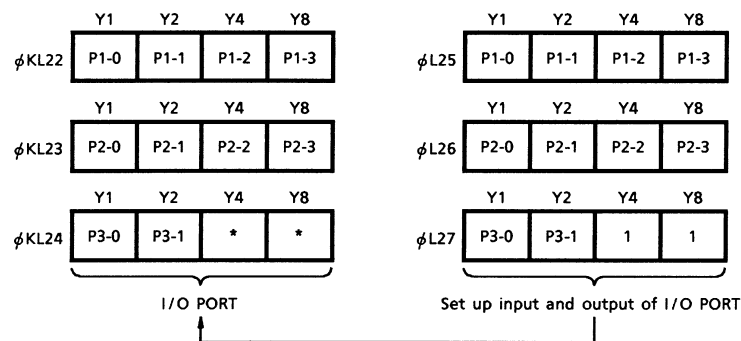 Y1 Y2 Y4 Y8
φKL22 P1-0 P1-1 P1-2 P1-3
Y1 Y2 Y4 Y8
φKL23 P2-0 P2-1 P2-2 P2-3
Y1 Y2 Y4 Y8
φKL24 P3-0 P3-1 * *
I/O PORT
Y1 Y2 Y4 Y8
φL25 P1-0 P1-1 P1-2 P1-3
Y1 Y2 Y4 Y8
φL26 P2-0 P2-1 P2-2 P2-3
Y1 Y2 Y4 Y8
φL27 P3-0 P3-1 1 1
Set up input and output of I/O PORT